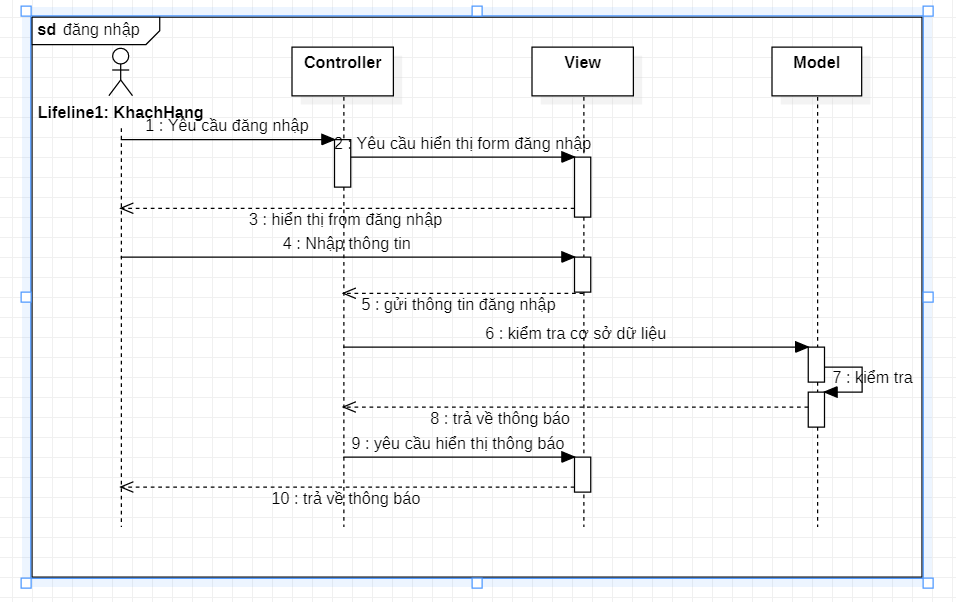 sd đăng nhập
Controller
View
Model
Lifeline1: KhachHang
1 : Yêu cầu đăng nhập
2 : Yêu cầu hiển thị form đăng nhập
3 : hiển thị from đăng nhập
4 : Nhập thông tin
5 : gửi thông tin đăng nhập
6 : kiểm tra cơ sở dữ liệu
7 : kiểm tra
8 : trả về thông báo
9 : yêu cầu hiển thị thông báo
10 : trả về thông báo